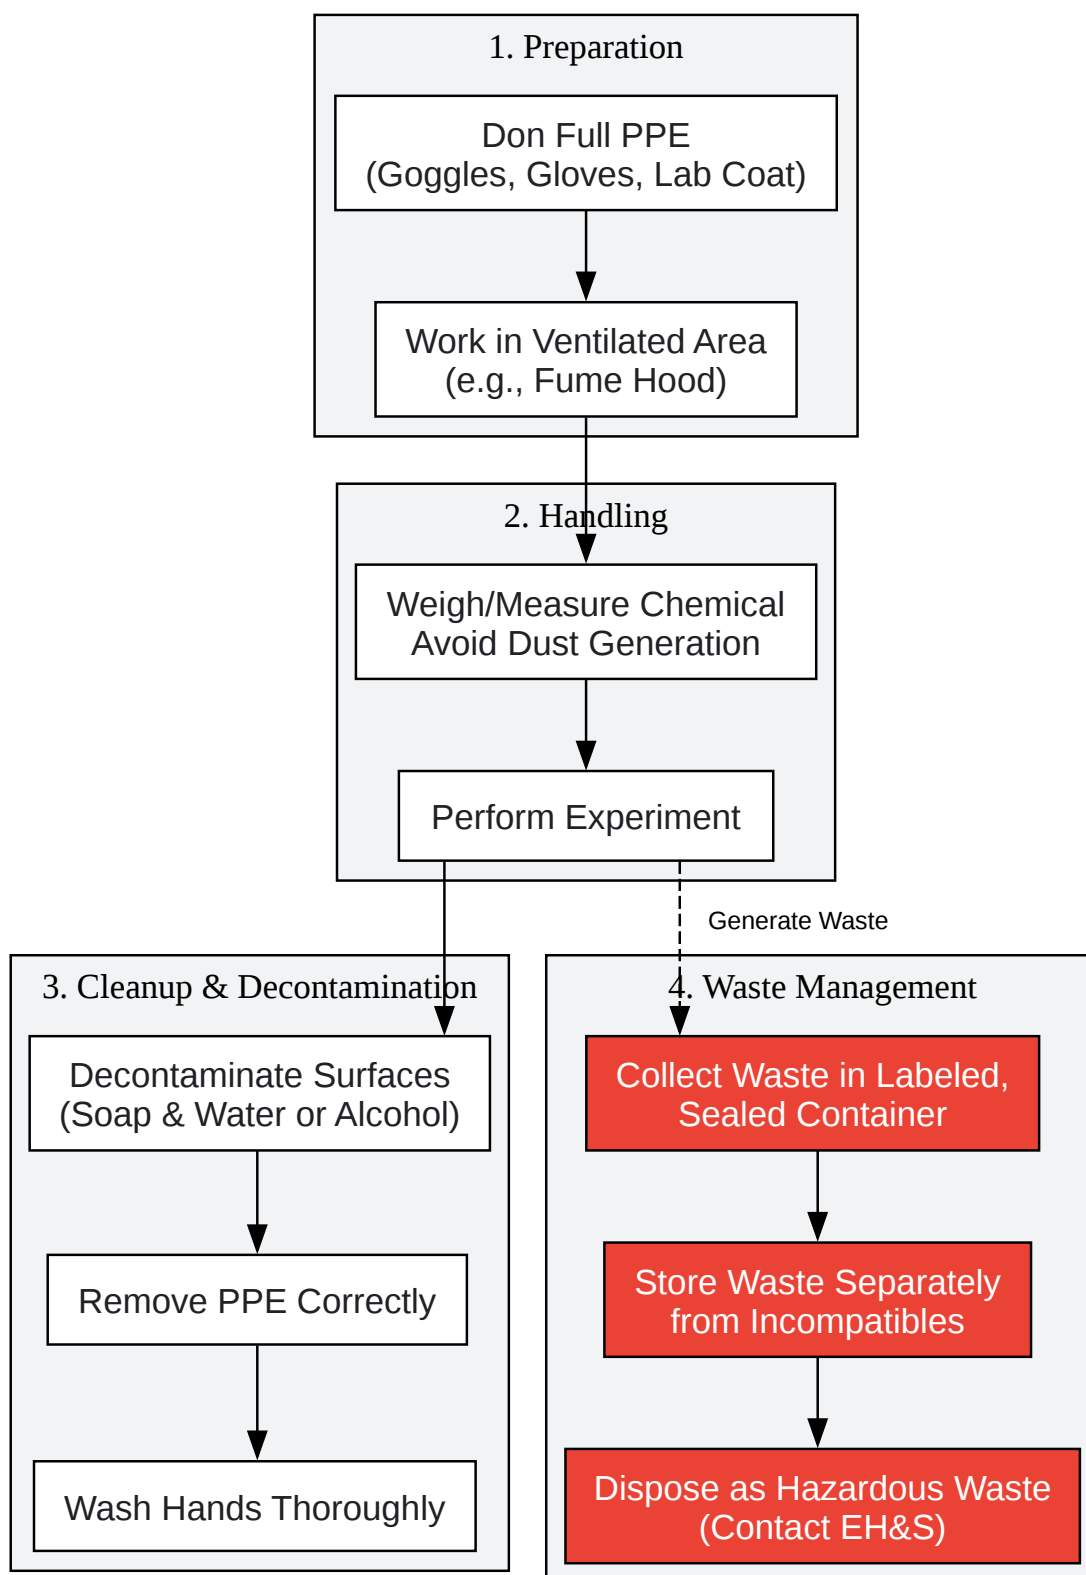 1. Preparation
Don Full PPE
(Goggles, Gloves, Lab Coat)
Work in Ventilated Area
(e.g., Fume Hood)
2. Handling
Weigh/Measure Chemical
Avoid Dust Generation
Perform Experiment
Generate Waste
3. Cleanup & Decontamination
Decontaminate Surfaces
(Soap & Water or Alcohol)
Remove PPE Correctly
Wash Hands Thoroughly
4. Waste Management
Collect Waste in Labeled,
Sealed Container
Store Waste Separately
from Incompatibles
Dispose as Hazardous Waste
(Contact EH&S)